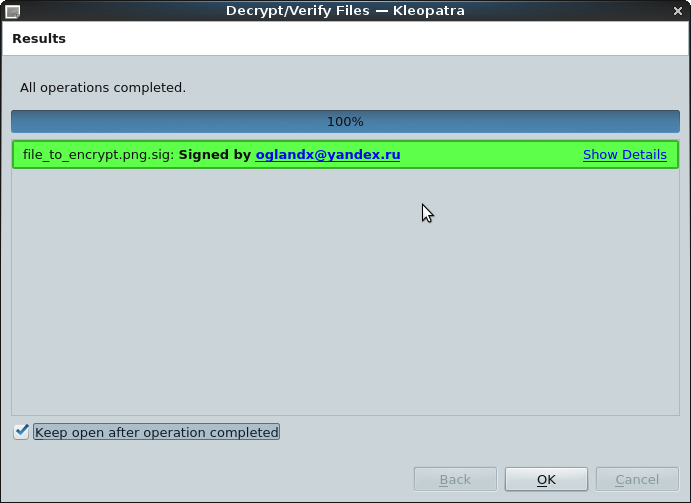 Decrypt/Verify Files — Kleopatra
Results
All operations completed.
100%
file_to_encrypt.png.sig: Signed by oglandx@yandex.ru Show Details
Keep open after operation completed
Back OK Cancel